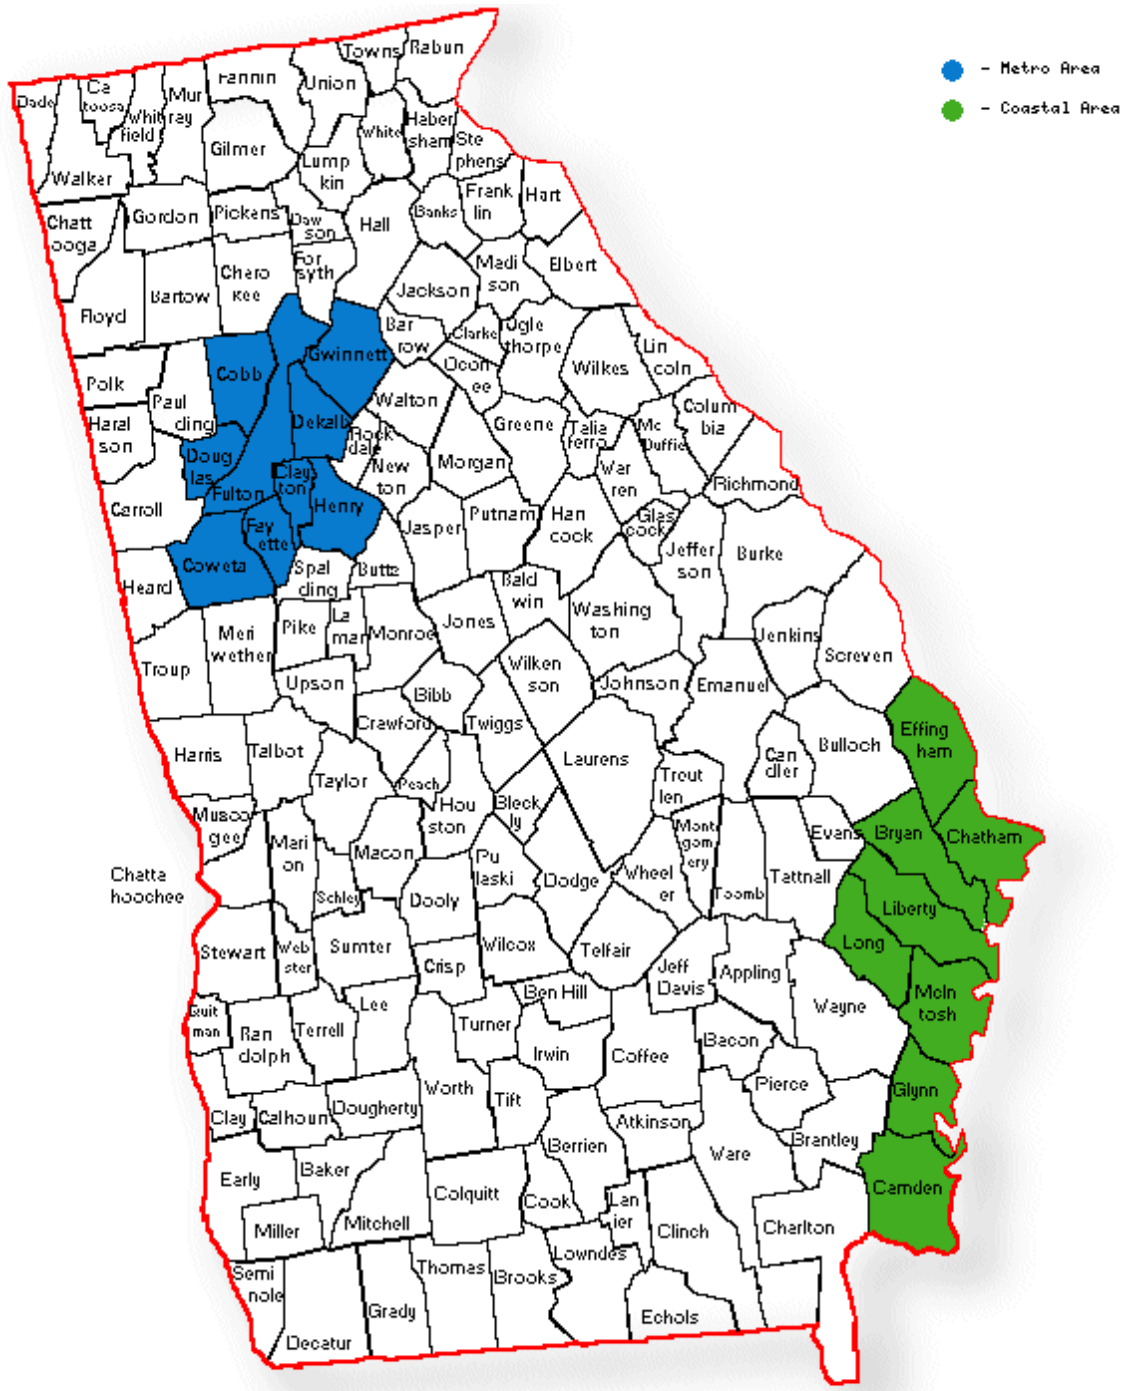 - Metro Area
- Coastal Area
Towns
Rabun
Fannin
Union
Dade
Ca
toosa
Mur
ray
Whit
field
White
Haber
sham
Ste
phens
Gilmer
Lump
kin
Walker
Frank
lin
Hart
Chatt
ooga
Gordon
Pickens
Daw
son
Hall
Banks
Madi
son
Elbert
For
syth
Chero
kee
Bartow
Jackson
Floyd
Bar
row
Clarke
Ogle
thorpe
Gwinnett
Lin
coln
Wilkes
Ocon
ee
Cobb
Polk
Paul
ding
Walton
Colum
bia
Haral
son
Dekalb
Rock
dale
Greene
Talia
ferro
Mc
Duffie
Doug
las
New
ton
Morgan
War
ren
Richmond
Clay
ton
Fulton
Henry
Carroll
Putnam
Han
cock
Glas
cock
Jasper
Fay
ette
Jeffer
son
Burke
Coweta
Spal
ding
Butts
Heard
Bald
win
Washing
ton
Jones
Pike
La
mar
Monroe
Meri
wether
Jenkins
Screven
Troup
Wilken
son
Upson
Johnson
Emanuel
Bibb
Crawford
Twiggs
Effing
ham
Harris
Talbot
Bulloch
Laurens
Can
dler
Taylor
Peach
Treut
len
Hou
ston
Bleck
ly
Musco
gee
Mari
on
Mont
gom
ery
Evans
Bryan
Chatham
Macon
Pu
laski
Chatta
hoochee
Schley
Dooly
Dodge
Wheel
er
Toomb
Tattnall
Liberty
Stewart
Web
ster
Sumter
Wilcox
Telfair
Long
Crisp
Jeff
Davis
Appling
Ben Hill
Wayne
McIn
tosh
Quit
man
Ran
dolph
Terrell
Lee
Turner
Irwin
Coffee
Bacon
Pierce
Glynn
Worth
Tift
Clay
Calhoun
Dougherty
Atkinson
Brantley
Berrien
Ware
Early
Baker
Colquitt
Cook
Lan
ier
Camden
Miller
Mitchell
Clinch
Charlton
Lowndes
Semi
nole
Thomas
Brooks
Grady
Echols
Decatur